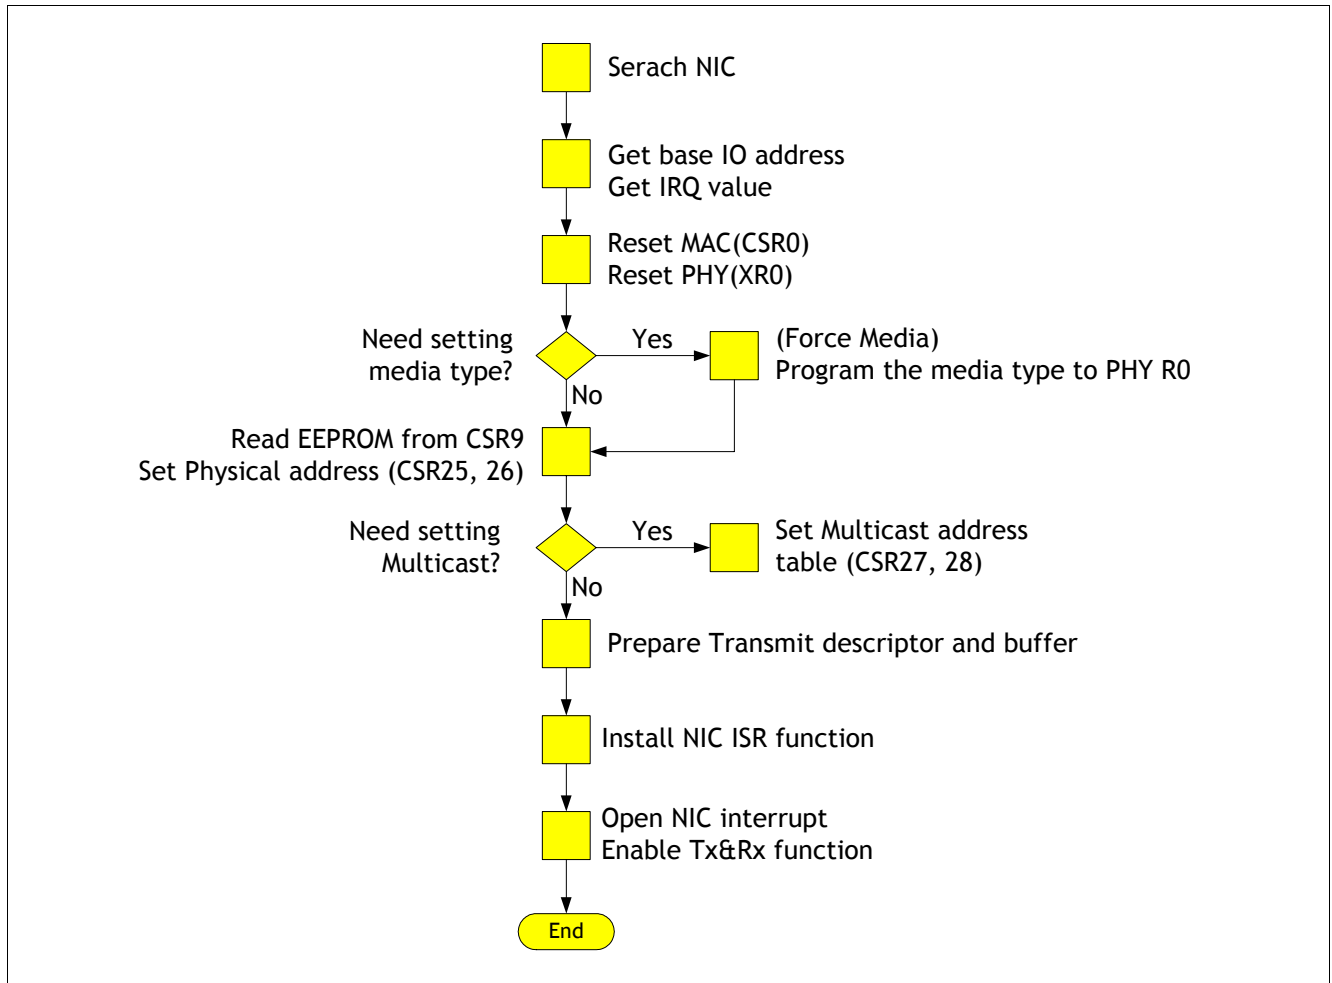 Serach NIC
Get base IO address
Get IRQ value
Reset MAC(CSR0)
Reset PHY(XR0)
Need setting
media type?
Yes
(Force Media)
Program the media type to PHY R0
No
Read EEPROM from CSR9
Set Physical address (CSR25, 26)
Need setting
Multicast?
Yes
Set Multicast address
table (CSR27, 28)
No
Prepare Transmit descriptor and buffer
Install NIC ISR function
Open NIC interrupt
Enable Tx&Rx function
End